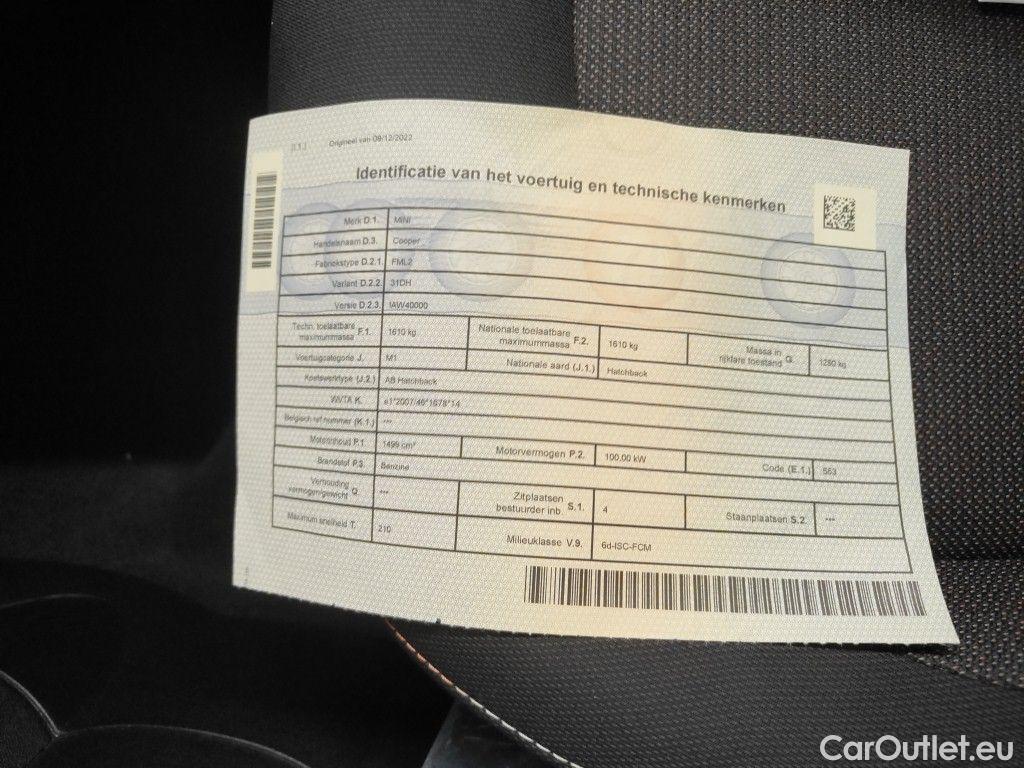 (I.1.) Origineel van 09/12/2022
Identificatie van het voertuig en technische kenmerken
Merk D.1. MINI
Handelsnaam D.3. Cooper
Fabriekstype D.2.1. FML2
Variant D.2.2. 31DH
Versie D.2.3. IAW40000
Techn. toelaatbare maximummassa F.1. 1610 kg Nationale toelaatbare maximummassa F.2. 1610 kg Massa in rijklare toestand G. 1280 kg
Voertuigcategorie J. M1 Nationale aard (J.1.) Hatchback
Koetswerktype (J.2.) AB Hatchback
WVTA K. e1*2007/46*1678*14
Belgisch ref nummer (K.1.) ***
Motorinhoud P.1 1499 cm³ Motorvermogen P.2. 100.00 kW Code (E.1.) 563
Brandstof P.3. Benzine
Verhouding vermogen/gewicht Q. *** Zitplaatsen bestuurder inb. S.1. 4 Staanplaatsen S.2. ***
Maximum snelheid T. 210 Milieuklasse V.9. 6d-ISC-FCM
CarOutlet.eu